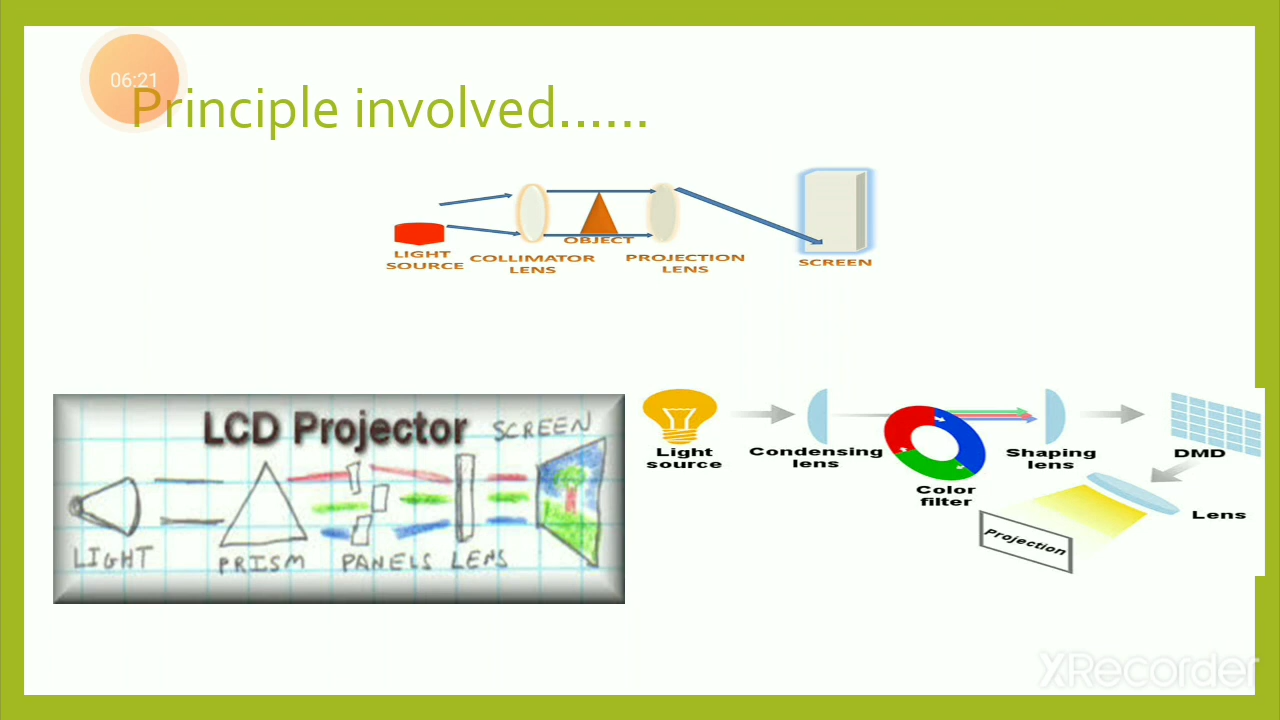 06:21
Principle involved......
LIGHT
SOURCE
COLLIMATOR
LENS
OBJECT
PROJECTION
LENS
SCREEN
LCD Projector
SCREEN
LIGHT
PRISM
PANELS
LENS
Light
source
Condensing
lens
Color
filter
Shaping
lens
DMD
Lens
Projection
XRecorder